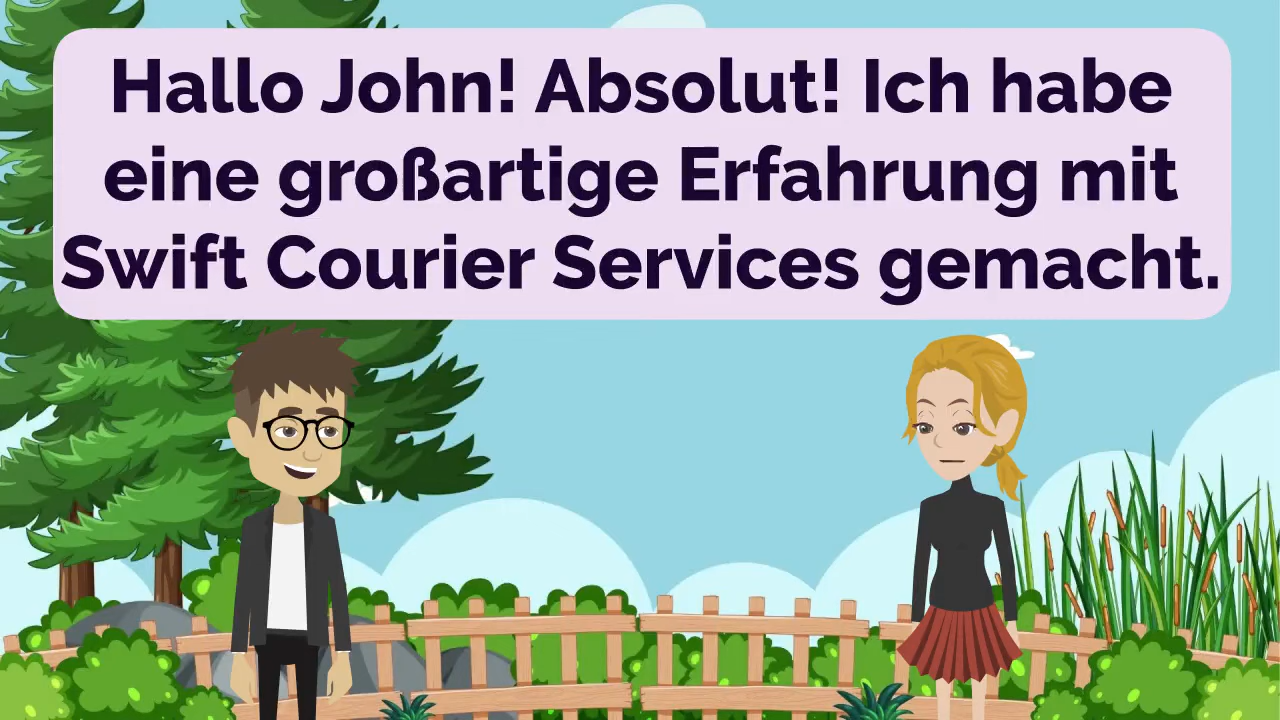 Hallo John! Absolut! Ich habe
eine großartige Erfahrung mit
Swift Courier Services gemacht.